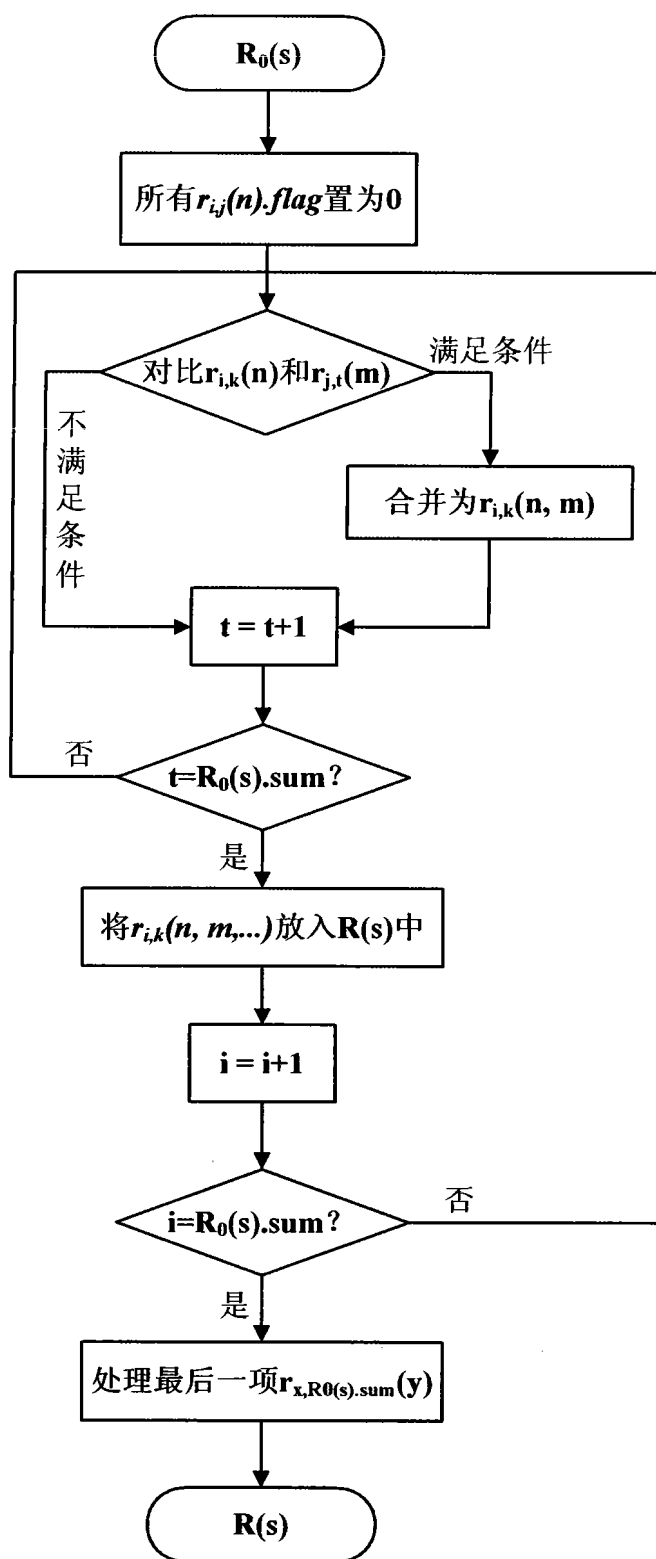 R₀(s)
所有r_{i,j}(n).flag置为0
对比r_{i,k}(n)和r_{j,t}(m)
满足条件
不满足条件
合并为r_{i,k}(n, m)
t = t+1
否
t=R₀(s).sum?
是
将r_{i,k}(n, m,...)放入R(s)中
i = i+1
i=R₀(s).sum?
否
是
处理最后一项r_{x,R0(s).sum}(y)
R(s)